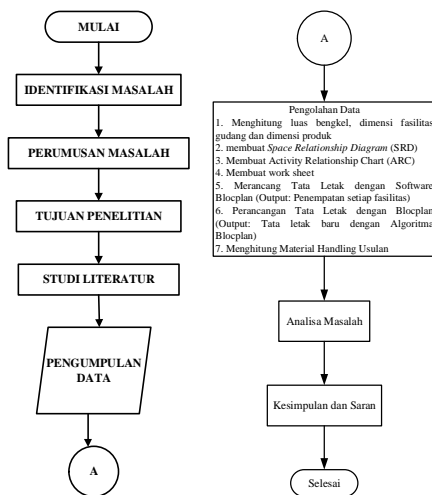 MULAI
IDENTIFIKASI MASALAH
PERUMUSAN MASALAH
TUJUAN PENELITIAN
STUDI LITERATUR
PENGUMPULAN
DATA
A
A
Pengolahan Data
1. Menghitung luas bengkel, dimensi fasilitas
gudang dan dimensi produk
2. membuat Space Relationship Diagram (SRD)
3. Membuat Activity Relationship Chart (ARC)
4. Membuat work sheet
5. Merancang Tata Letak dengan Software
Blocplan (Output: Penempatan setiap fasilitas)
6. Perancangan Tata Letak dengan Blocplan
(Output: Tata letak baru dengan Algoritma
Blocplan)
7. Menghitung Material Handling Usulan
Analisa Masalah
Kesimpulan dan Saran
Selesai